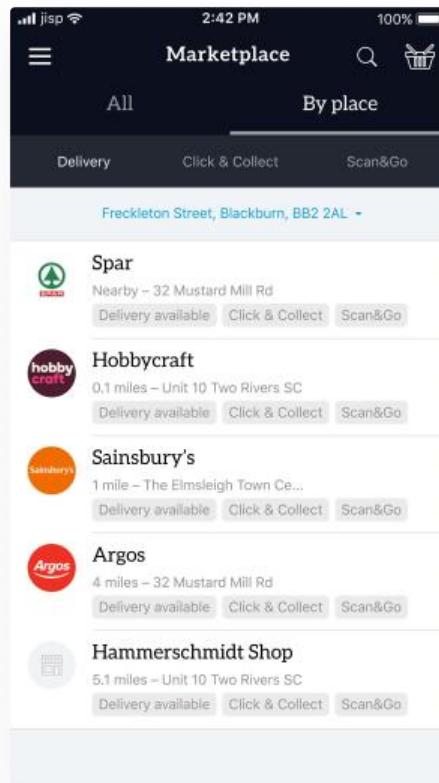 jisp 2:42 PM 100%
Marketplace
All By place
Delivery Click & Collect Scan&Go
Freckleton Street, Blackburn, BB2 2AL
Spar
SPAR
Nearby – 32 Mustard Mill Rd
Delivery available Click & Collect Scan&Go
hobby
craft
Hobbycraft
0.1 miles – Unit 10 Two Rivers SC
Delivery available Click & Collect Scan&Go
Sainsbury's
Sainsbury's
1 mile – The Elmsleigh Town Ce...
Delivery available Click & Collect Scan&Go
Argos
Argos
4 miles – 32 Mustard Mill Rd
Delivery available Click & Collect Scan&Go
Hammerschmidt Shop
5.1 miles – Unit 10 Two Rivers SC
Delivery available Click & Collect Scan&Go